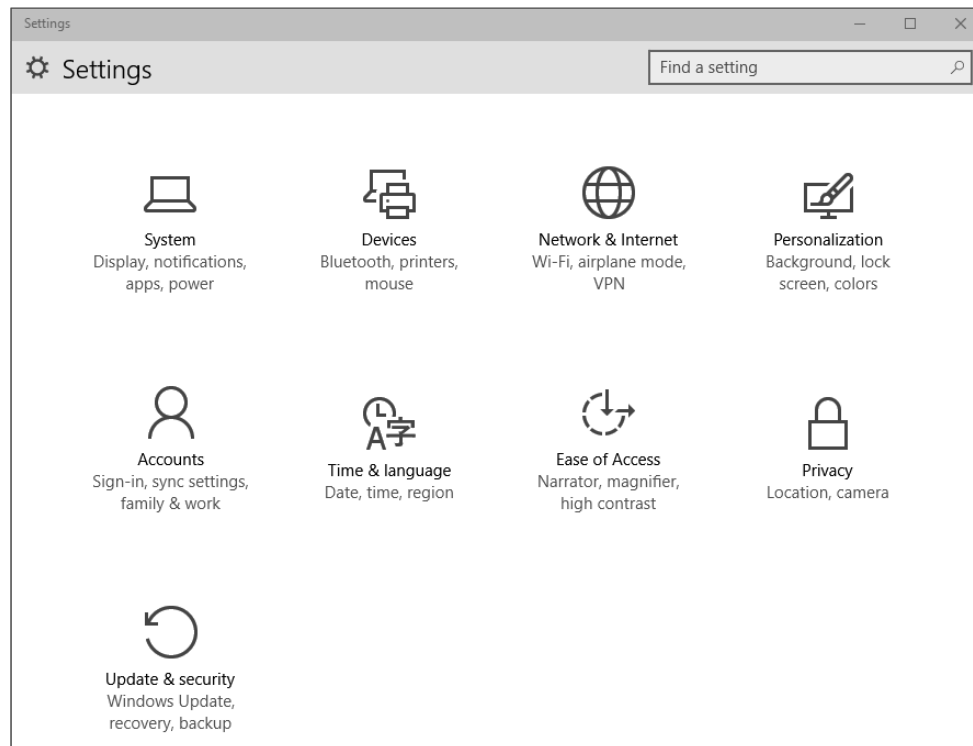 Settings
Settings
Find a setting
System
Display, notifications,
apps, power
Devices
Bluetooth, printers,
mouse
Network & Internet
Wi-Fi, airplane mode,
VPN
Personalization
Background, lock
screen, colors
Accounts
Sign-in, sync settings,
family & work
A字
Time & language
Date, time, region
Ease of Access
Narrator, magnifier,
high contrast
Privacy
Location, camera
Update & security
Windows Update,
recovery, backup